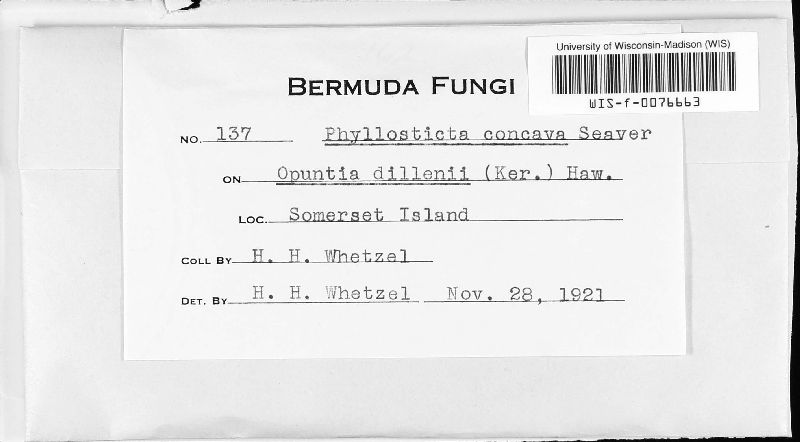 University of Wisconsin-Madison (WIS)
WIS-f-0076663
BERMUDA FUNGI
NO. 137 Phyllosticta concava Seaver
ON Opuntia dillenii (Ker.) Haw.
LOC. Somerset Island
COLL BY H. H. Whetzel
DET. BY H. H. Whetzel Nov. 28, 1921